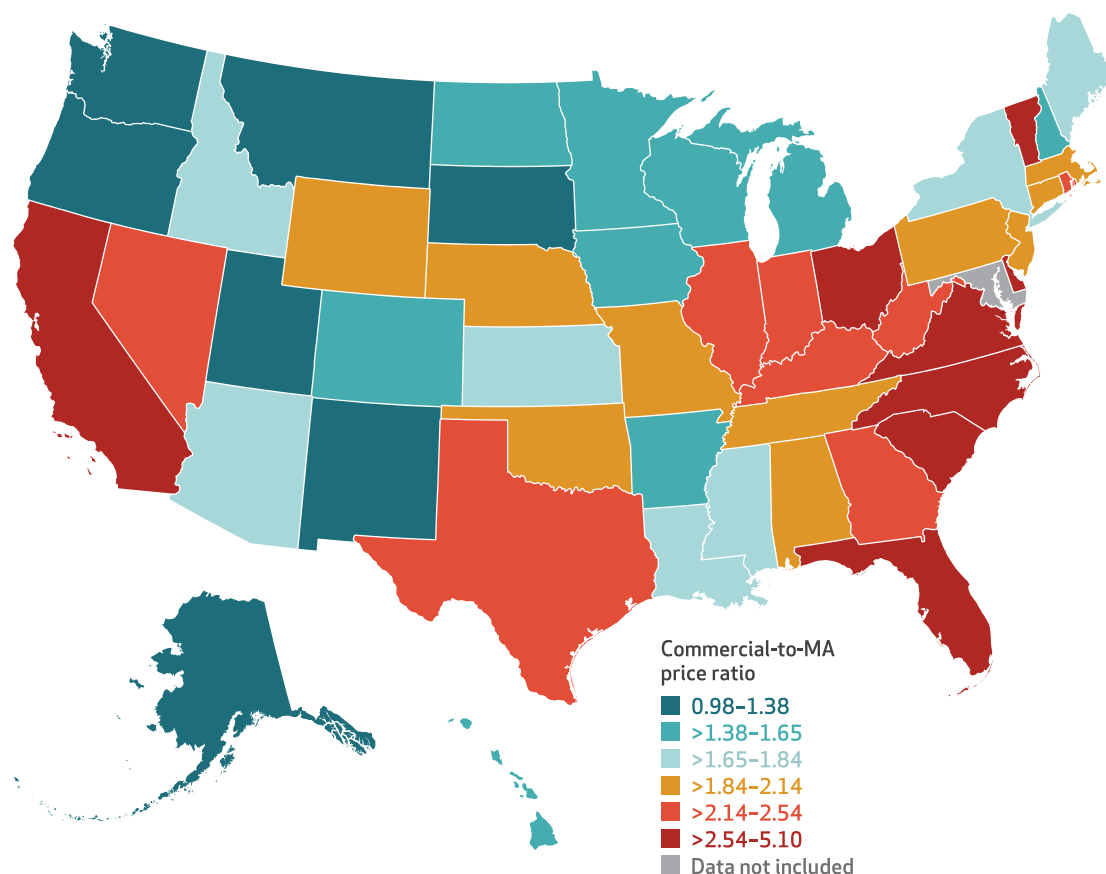 Commercial-to-MA
price ratio
0.98–1.38
>1.38–1.65
>1.65–1.84
>1.84–2.14
>2.14–2.54
>2.54–5.10
Data not included